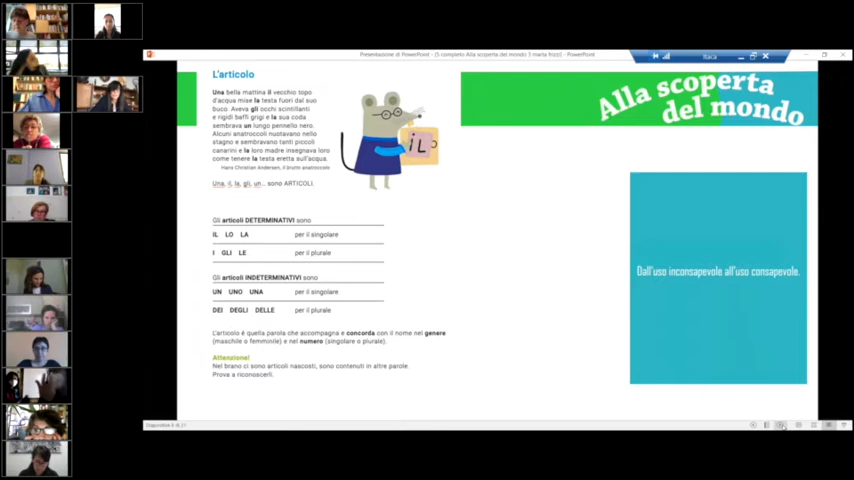 Presentazione di PowerPoint - [5 completo Alla scoperta del mondo 3 marta frizzi] - PowerPoint
Itaca
L'articolo
Una bella mattina il vecchio topo
d'acqua mise la testa fuori dal suo
buco. Aveva gli occhi scintillanti
e rigidi baffi grigi e la sua coda
sembrava un lungo pennello nero.
Alcuni anatroccoli nuotavano nello
stagno e sembravano tanti piccoli
canarini e la loro madre insegnava loro
come tenere la testa eretta sull'acqua.
Hans Christian Andersen, Il brutto anatroccolo
Una, il, la, gli, un... sono ARTICOLI.
iL
Alla scoperta
del mondo
Gli articoli DETERMINATIVI sono
IL LO LA per il singolare
I GLI LE per il plurale
Gli articoli INDETERMINATIVI sono
UN UNO UNA per il singolare
DEI DEGLI DELLE per il plurale
L'articolo è quella parola che accompagna e concorda con il nome nel genere
(maschile o femminile) e nel numero (singolare o plurale).
Attenzione!
Nel brano ci sono articoli nascosti, sono contenuti in altre parole.
Prova a riconoscerli.
Dall'uso inconsapevole all'uso consapevole.